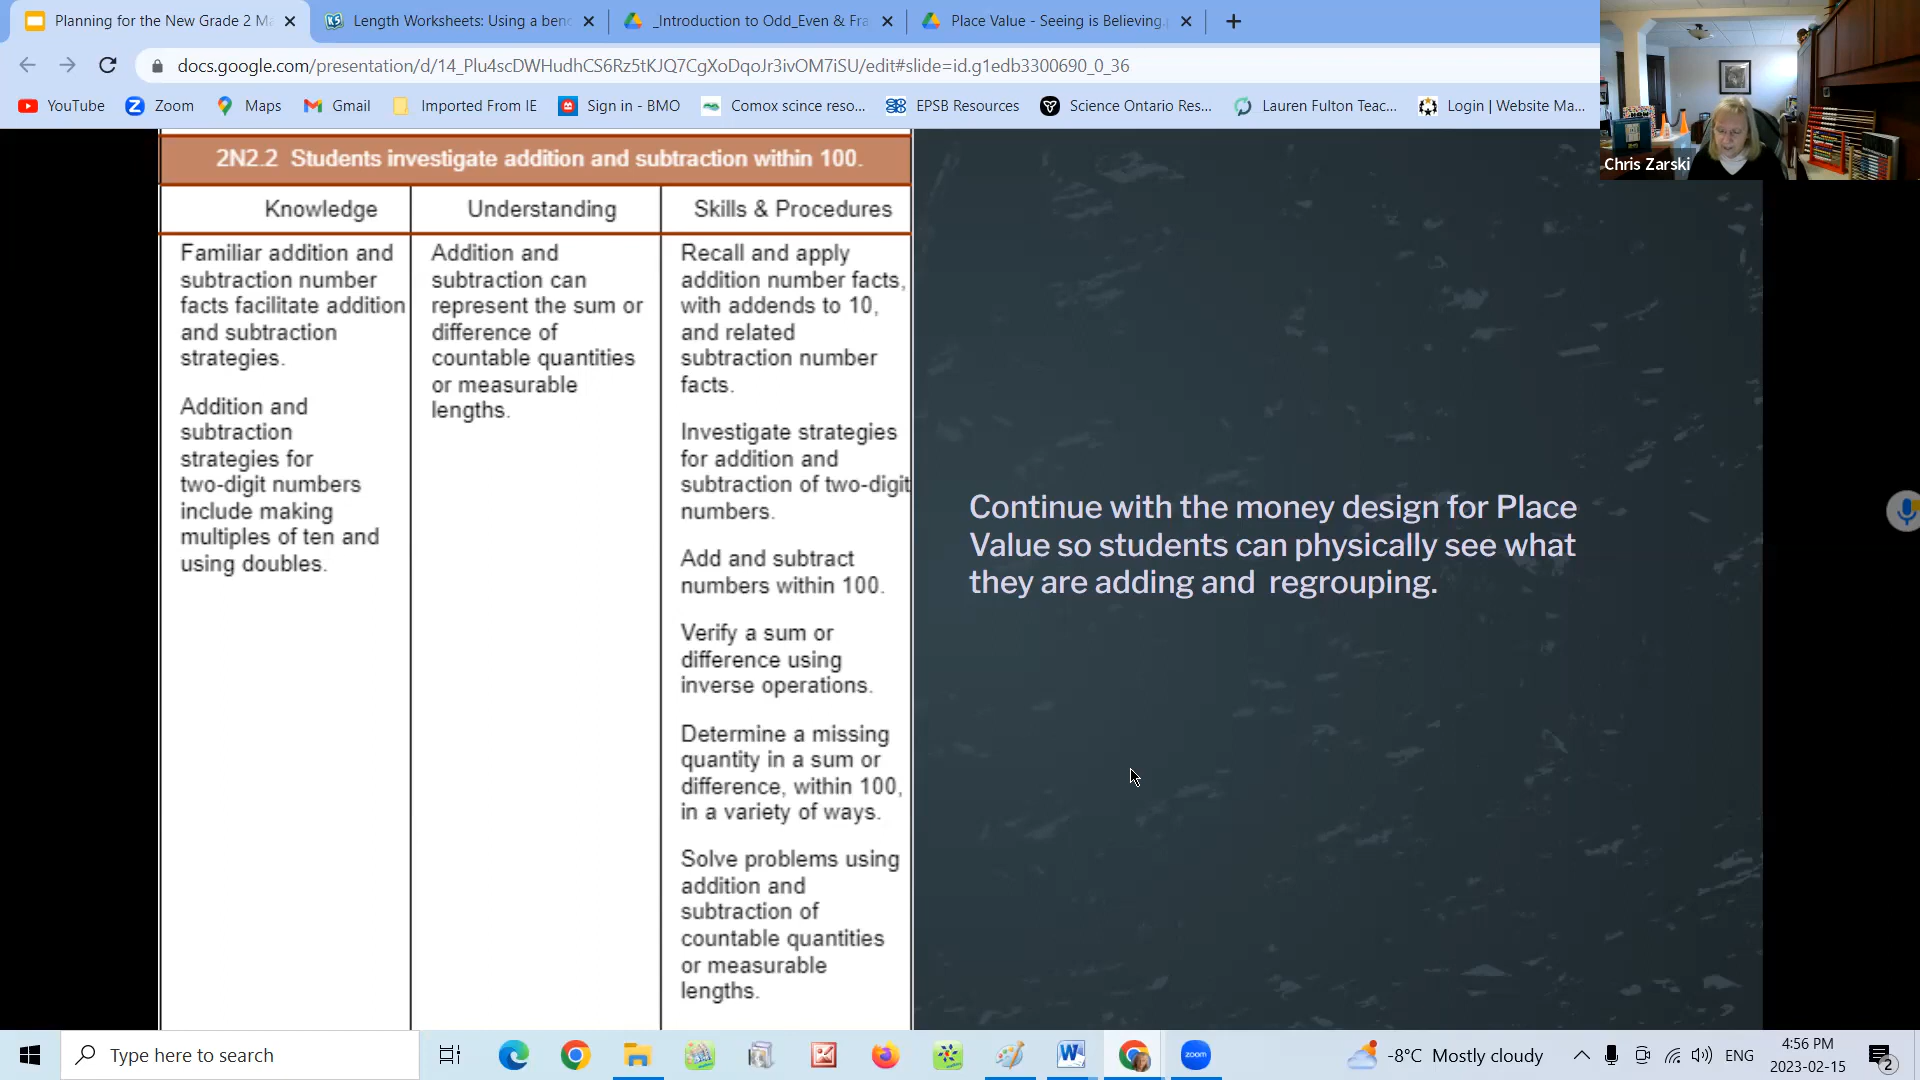 Planning for the New Grade 2 Ma
Length Worksheets: Using a benc
_Introduction to Odd_Even & Fra
Place Value - Seeing is Believing.p
docs.google.com/presentation/d/14_Plu4scDWHudhCS6Rz5tKJQ7CgXoDqoJr3ivOM7iSU/edit#slide=id.g1edb3300690_0_36
YouTube Zoom Maps Gmail Imported From IE Sign in - BMO Comox scince reso... EPSB Resources Science Ontario Res... Lauren Fulton Teac... Login | Website Ma...
Chris Zarski
2N2.2 Students investigate addition and subtraction within 100.
Knowledge
Understanding
Skills & Procedures
Familiar addition and
subtraction number
facts facilitate addition
and subtraction
strategies.
Addition and
subtraction
strategies for
two-digit numbers
include making
multiples of ten and
using doubles.
Addition and
subtraction can
represent the sum or
difference of
countable quantities
or measurable
lengths.
Recall and apply
addition number facts,
with addends to 10,
and related
subtraction number
facts.
Investigate strategies
for addition and
subtraction of two-digit
numbers.
Add and subtract
numbers within 100.
Verify a sum or
difference using
inverse operations.
Determine a missing
quantity in a sum or
difference, within 100,
in a variety of ways.
Solve problems using
addition and
subtraction of
countable quantities
or measurable
lengths.
Continue with the money design for Place
Value so students can physically see what
they are adding and  regrouping.
Type here to search
zoom
-8°C Mostly cloudy
ENG
4:56 PM
2023-02-15
2